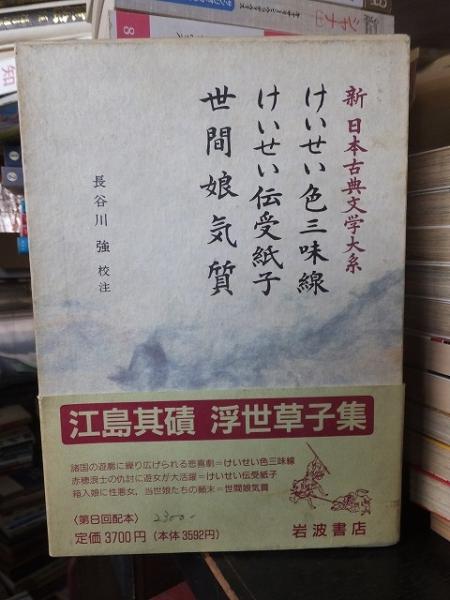 新 日本古典文学大系
けいせい色三味線
けいせい伝受紙子
世間娘気質
長谷川 強 校注
江島其磧 浮世草子集
諸国の遊廓に繰り広げられる悲喜劇=けいせい色三味線
赤穂浪士の仇討に遊女が大活躍=けいせい伝受紙子
箱入娘に性悪女、当世娘たちの顛末=世間娘気質
〈第8回配本〉
2300-
定価3700円(本体3592円)
岩波書店